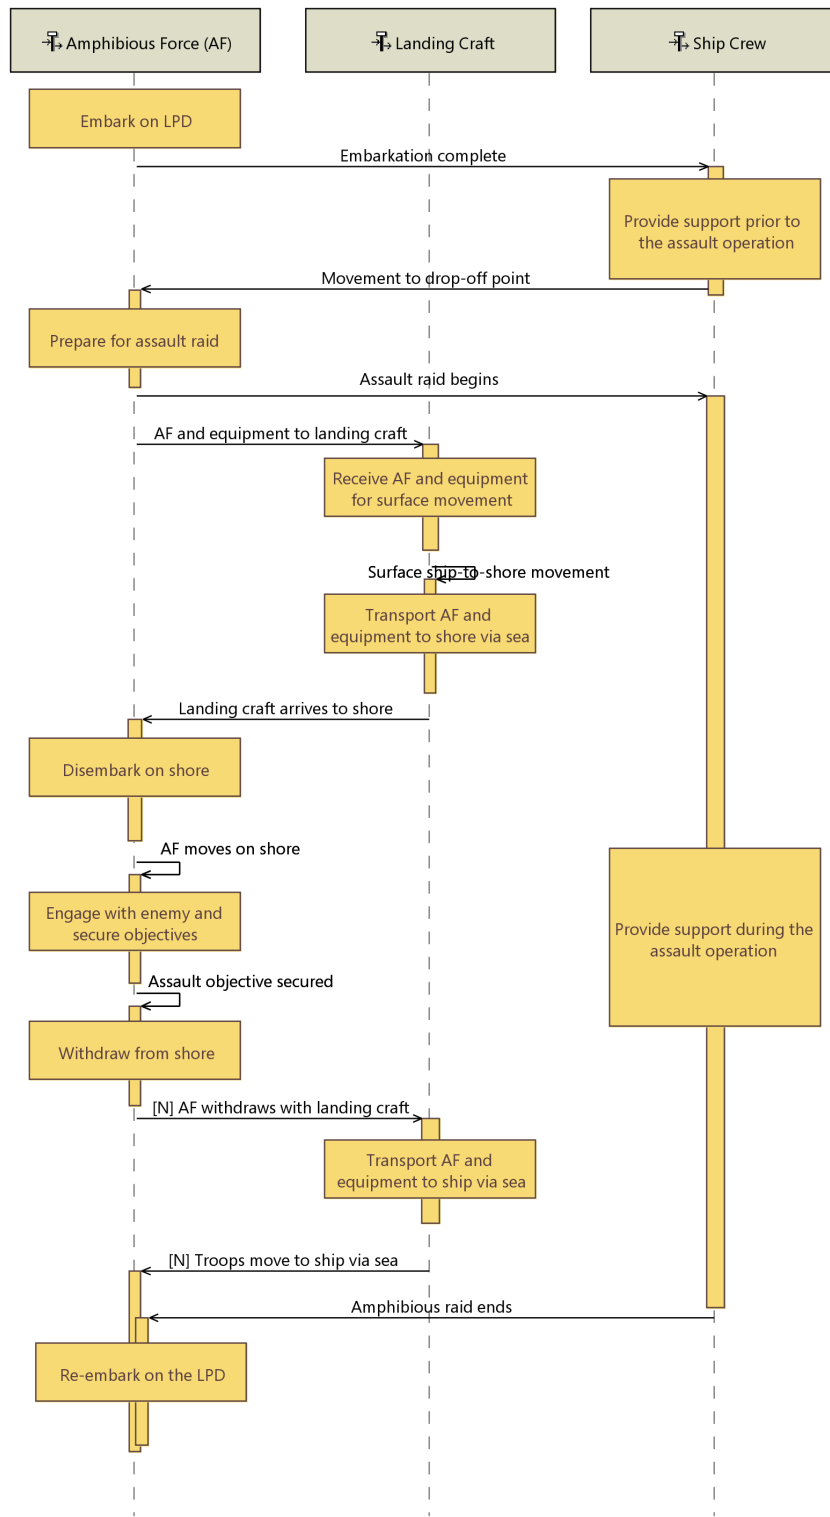 Amphibious Force (AF)
Landing Craft
Ship Crew
Embark on LPD
Embarkation complete
Provide support prior to
the assault operation
Movement to drop-off point
Prepare for assault raid
Assault raid begins
AF and equipment to landing craft
Receive AF and equipment
for surface movement
Surface ship-to-shore movement
Transport AF and
equipment to shore via sea
Landing craft arrives to shore
Disembark on shore
AF moves on shore
Engage with enemy and
secure objectives
Provide support during the
assault operation
Assault objective secured
Withdraw from shore
[N] AF withdraws with landing craft
Transport AF and
equipment to ship via sea
[N] Troops move to ship via sea
Amphibious raid ends
Re-embark on the LPD